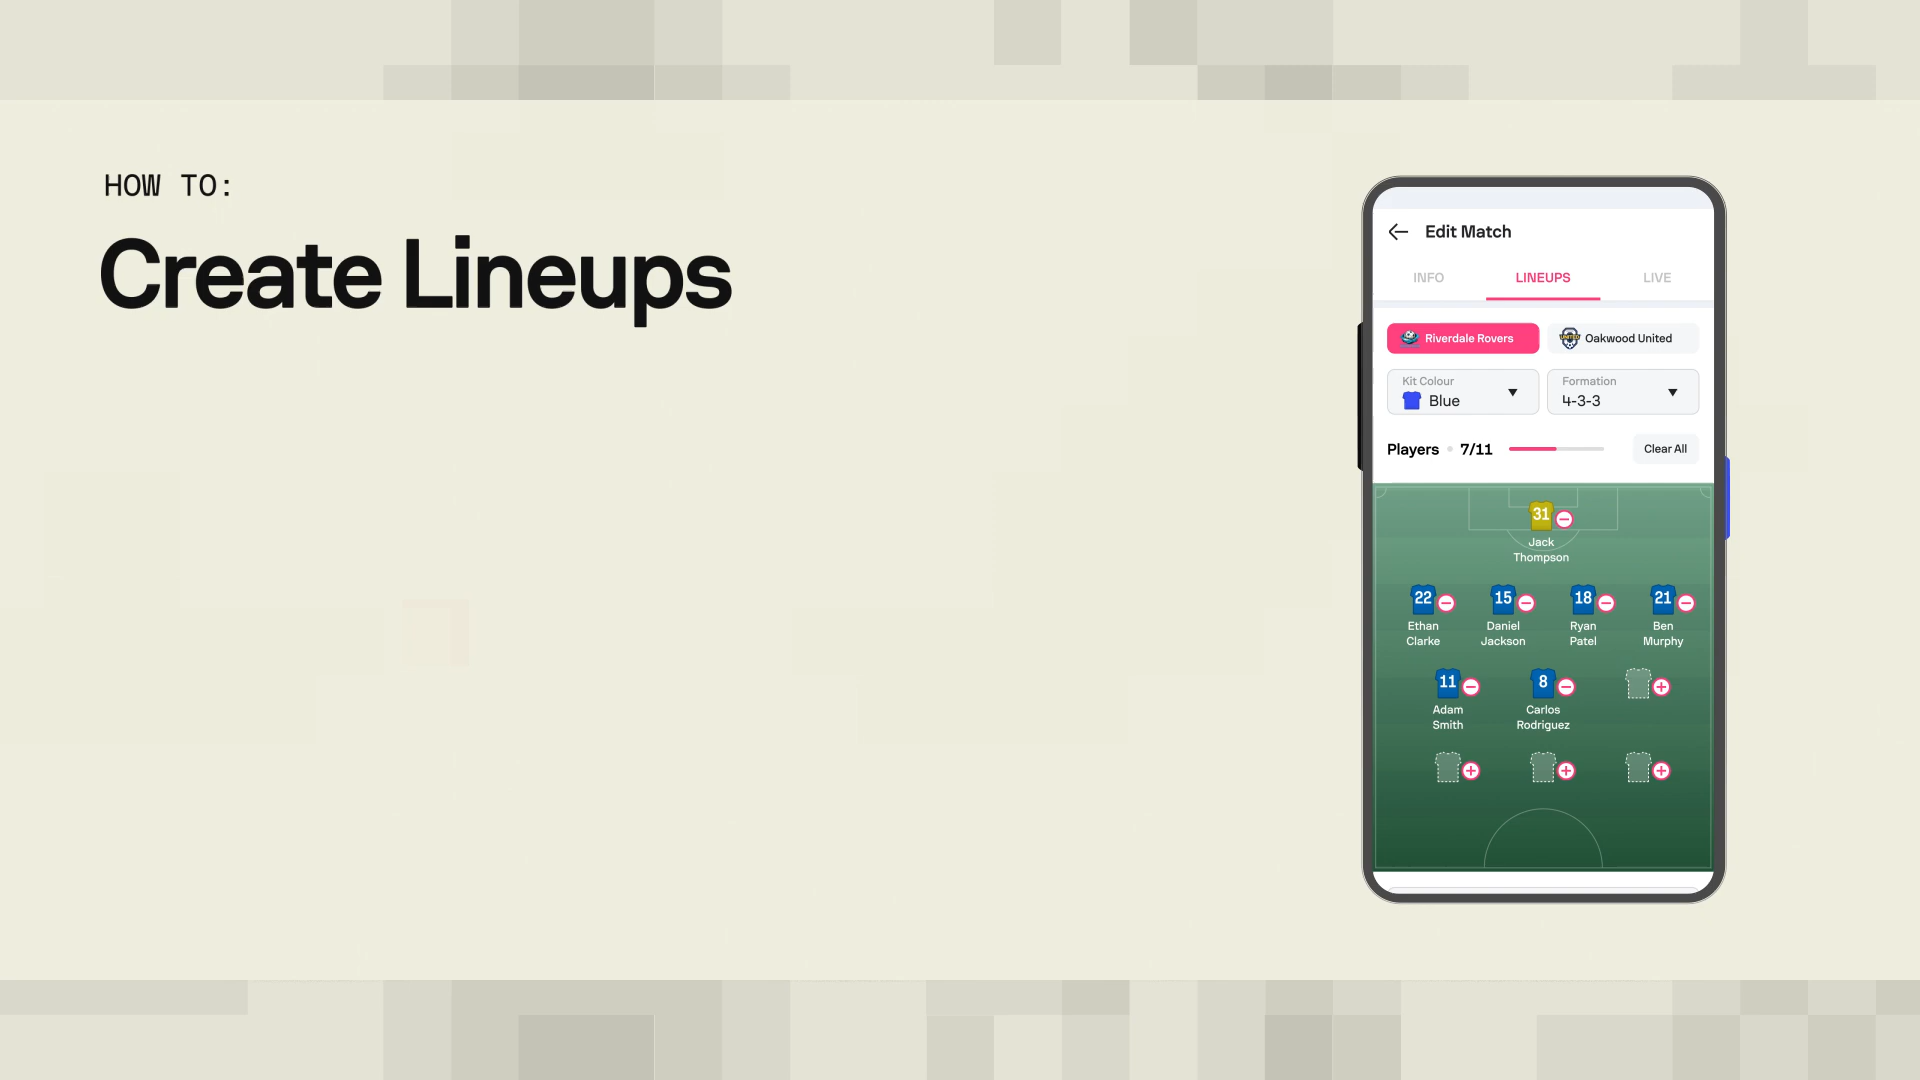 HOW TO:
Create Lineups
Edit Match
INFO LINEUPS LIVE
Riverdale Rovers Oakwood United
Kit Colour Formation
Blue 4-3-3
Players • 7/11 Clear All
31
Jack
Thompson
22 15 18 21
Ethan Daniel Ryan Ben
Clarke Jackson Patel Murphy
11 8
Adam Carlos
Smith Rodriguez